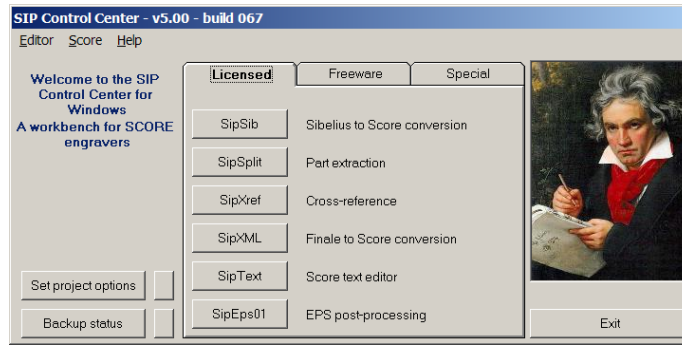 SIP Control Center - v5.00 - build 067
Editor Score Help
Welcome to the SIP
Control Center for
Windows
A workbench for SCORE
engravers
Licensed Freeware Special
SipSib Sibelius to Score conversion
SipSplit Part extraction
SipXref Cross-reference
SipXML Finale to Score conversion
SipText Score text editor
SipEps01 EPS post-processing
Set project options
Backup status
Exit